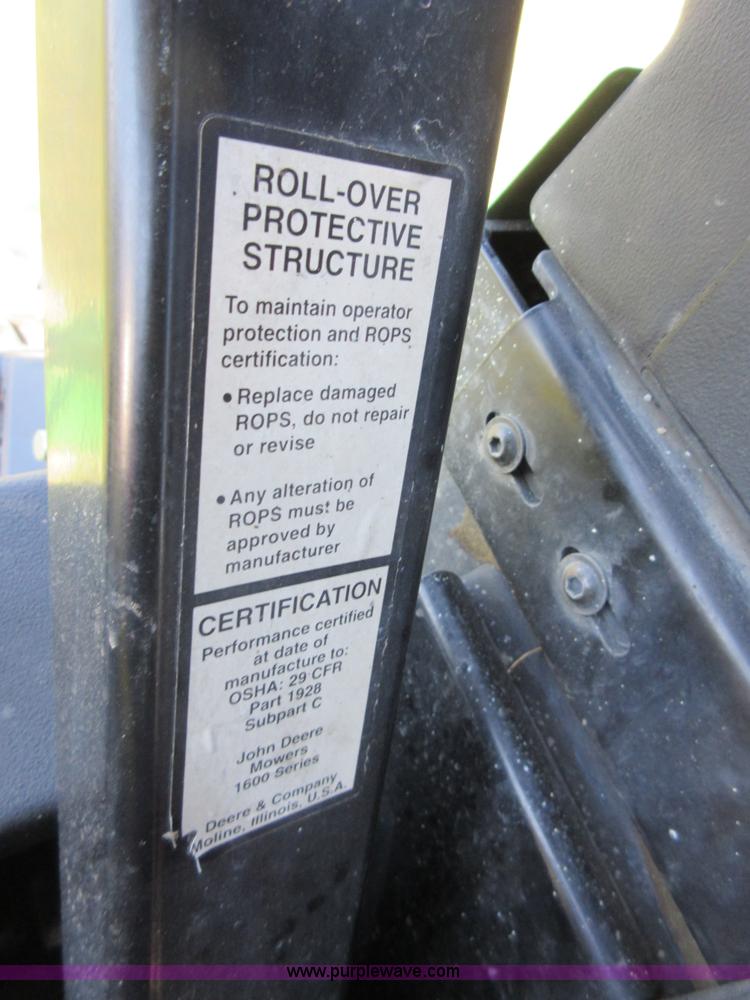 ROLL-OVER
PROTECTIVE
STRUCTURE
To maintain operator
protection and ROPS
certification:
• Replace damaged
ROPS, do not repair
or revise
• Any alteration of
ROPS must be
approved by
manufacturer
CERTIFICATION
Performance certified
at date of
manufacture to:
OSHA: 29 CFR
Part 1928
Subpart C
John Deere
Mowers
1600 Series
Deere & Company
Moline, Illinois, U.S.A.
www.purplewave.com